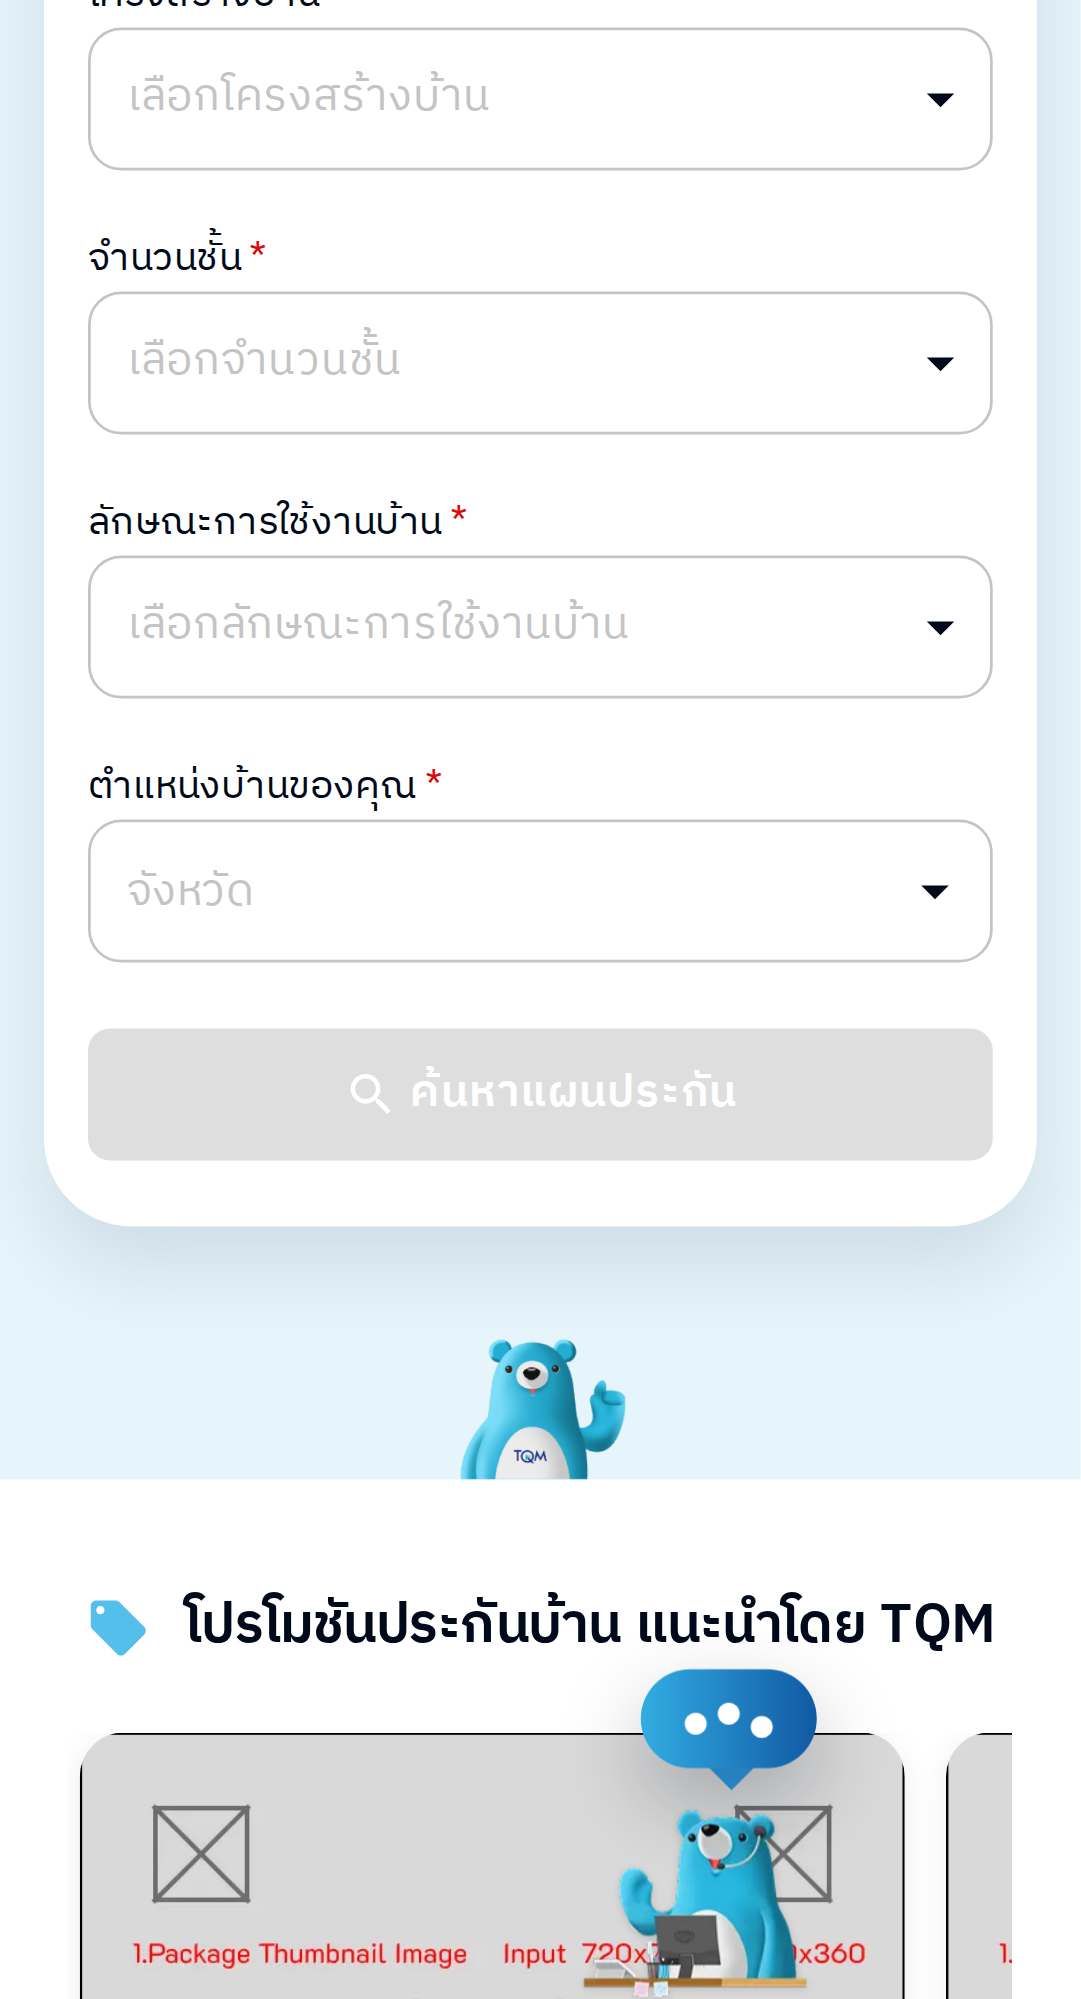 เลือกโครงสร้างบ้าน
จำนวนชั้น *
เลือกจำนวนชั้น
ลักษณะการใช้งานบ้าน *
เลือกลักษณะการใช้งานบ้าน
ตำแหน่งบ้านของคุณ *
จังหวัด
ค้นหาแผนประกัน
TQM
โปรโมชันประกันบ้าน แนะนำโดย TQM
1.Package Thumbnail Image Input 720x x360 1.